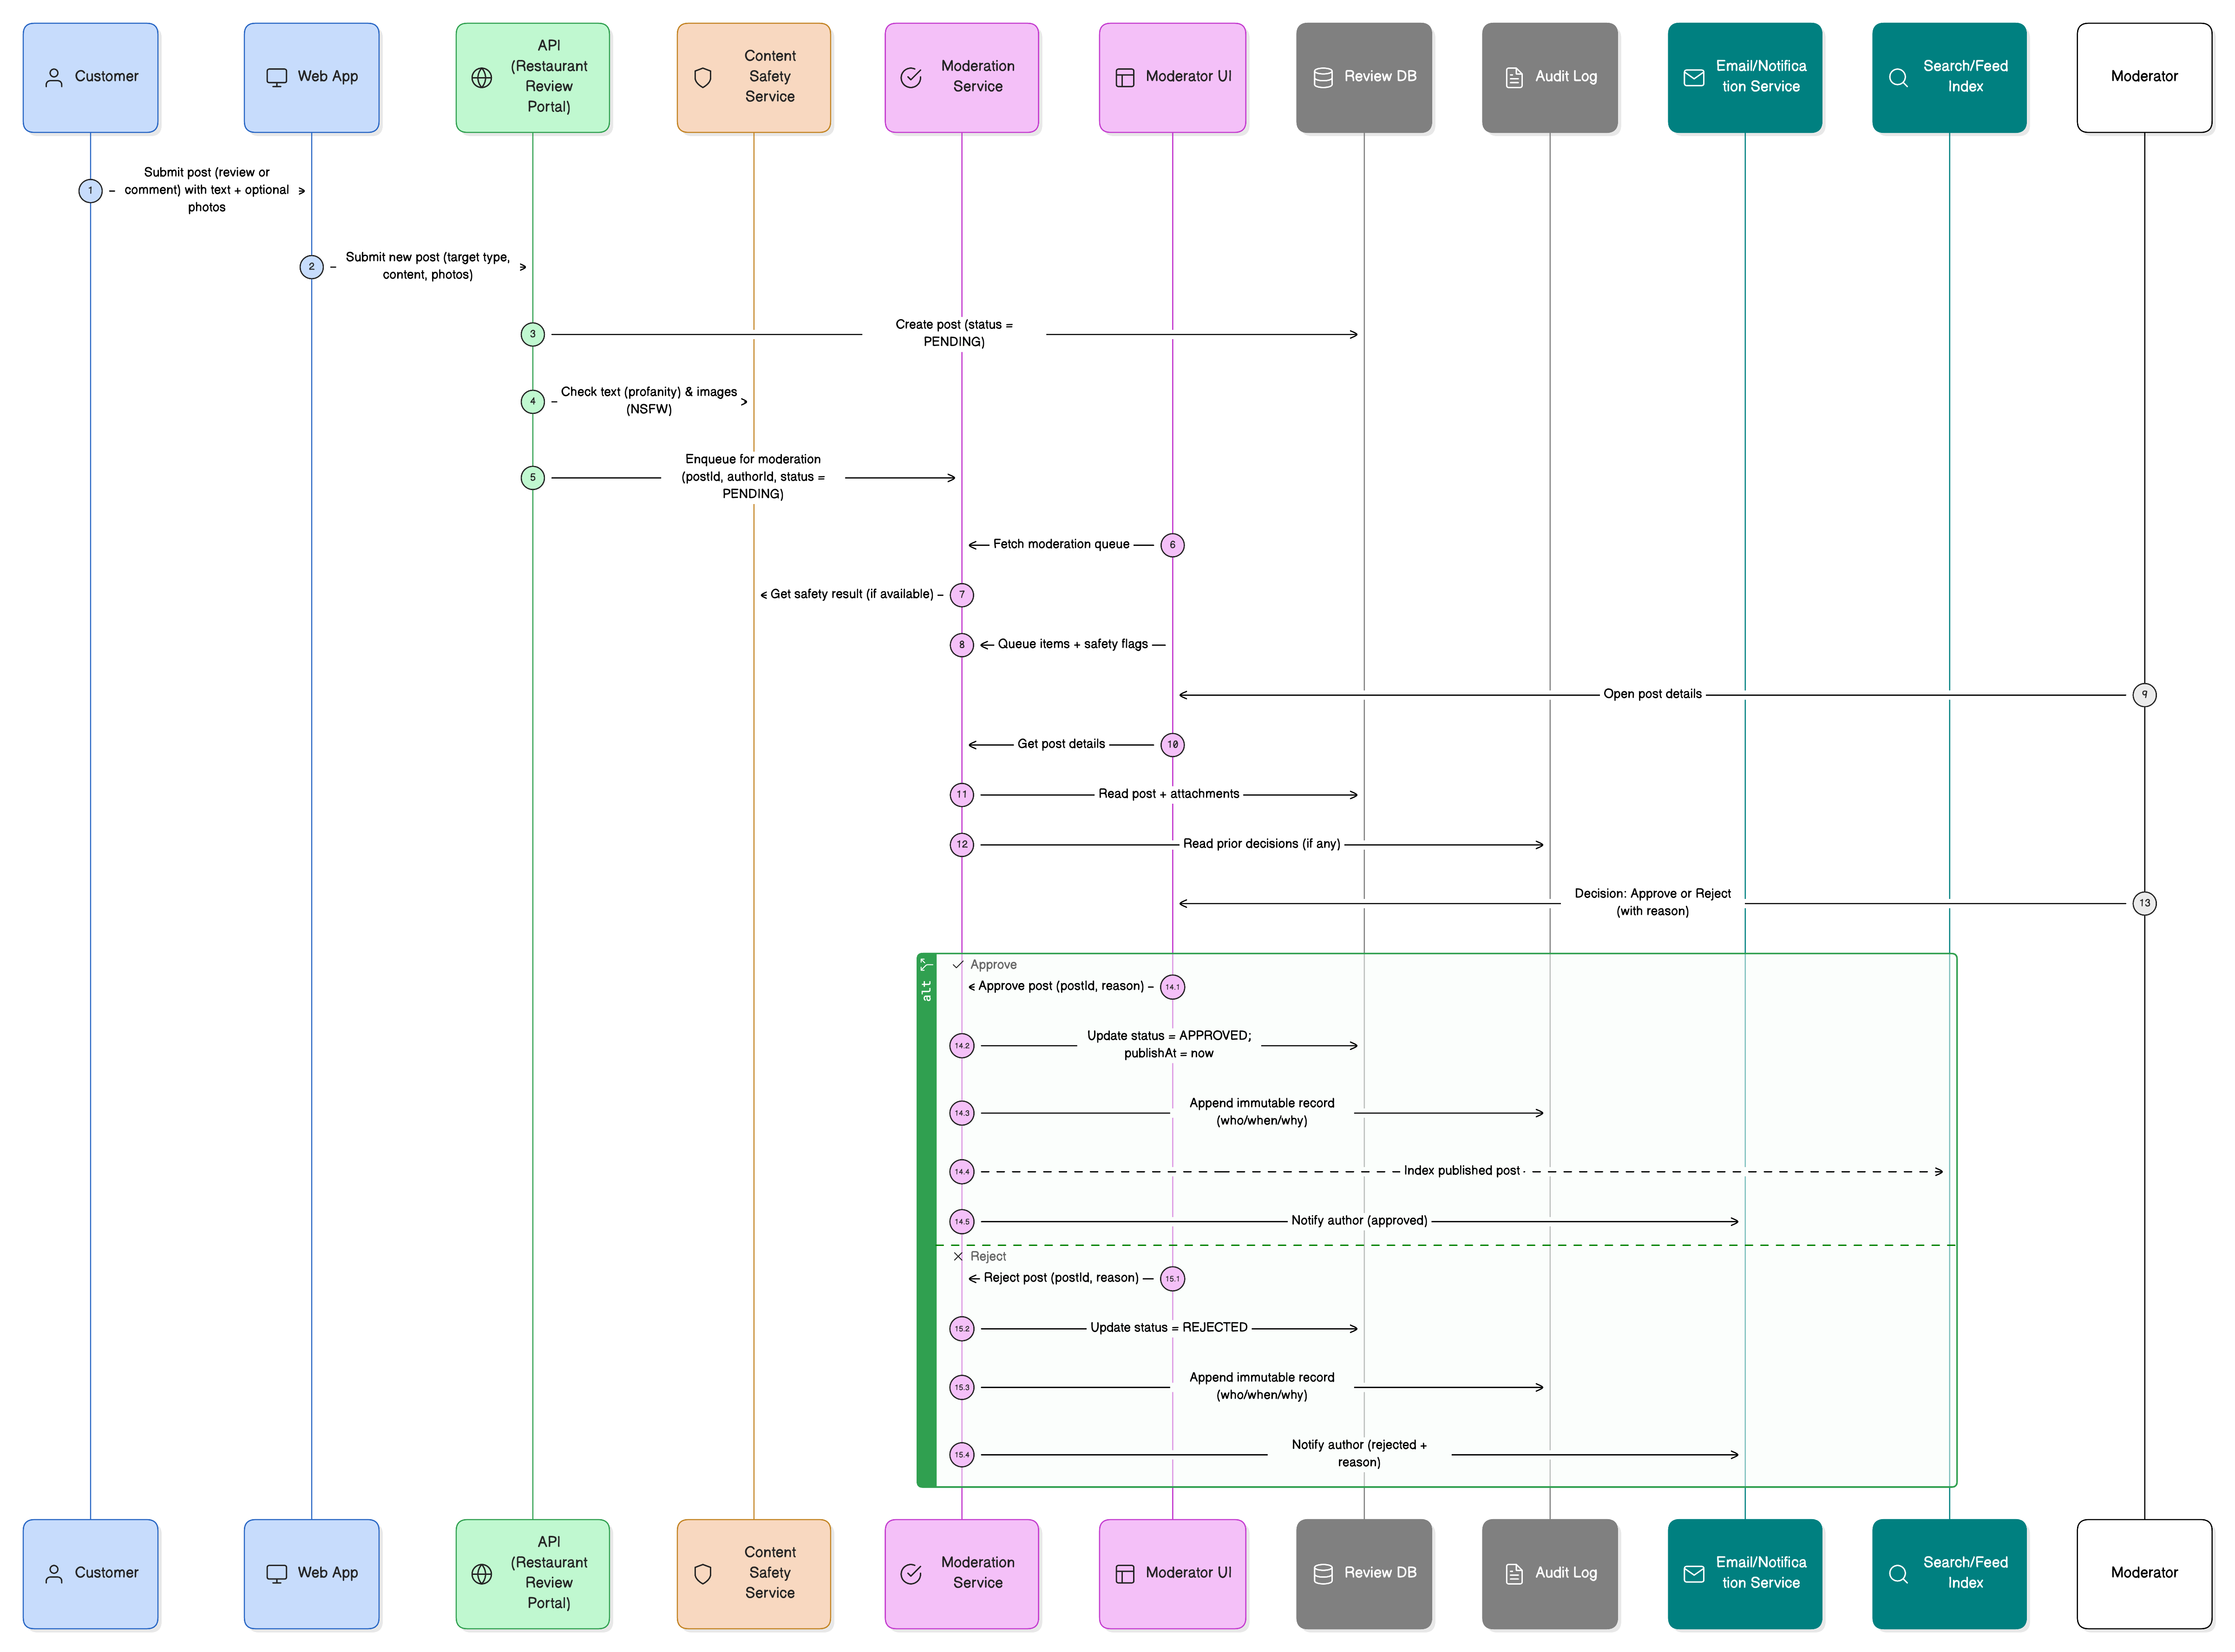 Customer
Web App
API
(Restaurant
Review
Portal)
Content
Safety
Service
Moderation
Service
Moderator UI
Review DB
Audit Log
Email/Notifica
tion Service
Search/Feed
Index
Moderator
1
Submit post (review or
comment) with text + optional
photos
2
Submit new post (target type,
content, photos)
3
Create post (status =
PENDING)
4
Check text (profanity) & images
(NSFW)
5
Enqueue for moderation
(postId, authorId, status =
PENDING)
Fetch moderation queue
6
Get safety result (if available)
7
8
Queue items + safety flags
Open post details
9
Get post details
10
11
Read post + attachments
12
Read prior decisions (if any)
Decision: Approve or Reject
(with reason)
13
alt
Approve
Approve post (postId, reason)
14.1
14.2
Update status = APPROVED;
publishAt = now
14.3
Append immutable record
(who/when/why)
14.4
Index published post
14.5
Notify author (approved)
Reject
Reject post (postId, reason)
15.1
15.2
Update status = REJECTED
15.3
Append immutable record
(who/when/why)
15.4
Notify author (rejected +
reason)
Customer
Web App
API
(Restaurant
Review
Portal)
Content
Safety
Service
Moderation
Service
Moderator UI
Review DB
Audit Log
Email/Notifica
tion Service
Search/Feed
Index
Moderator